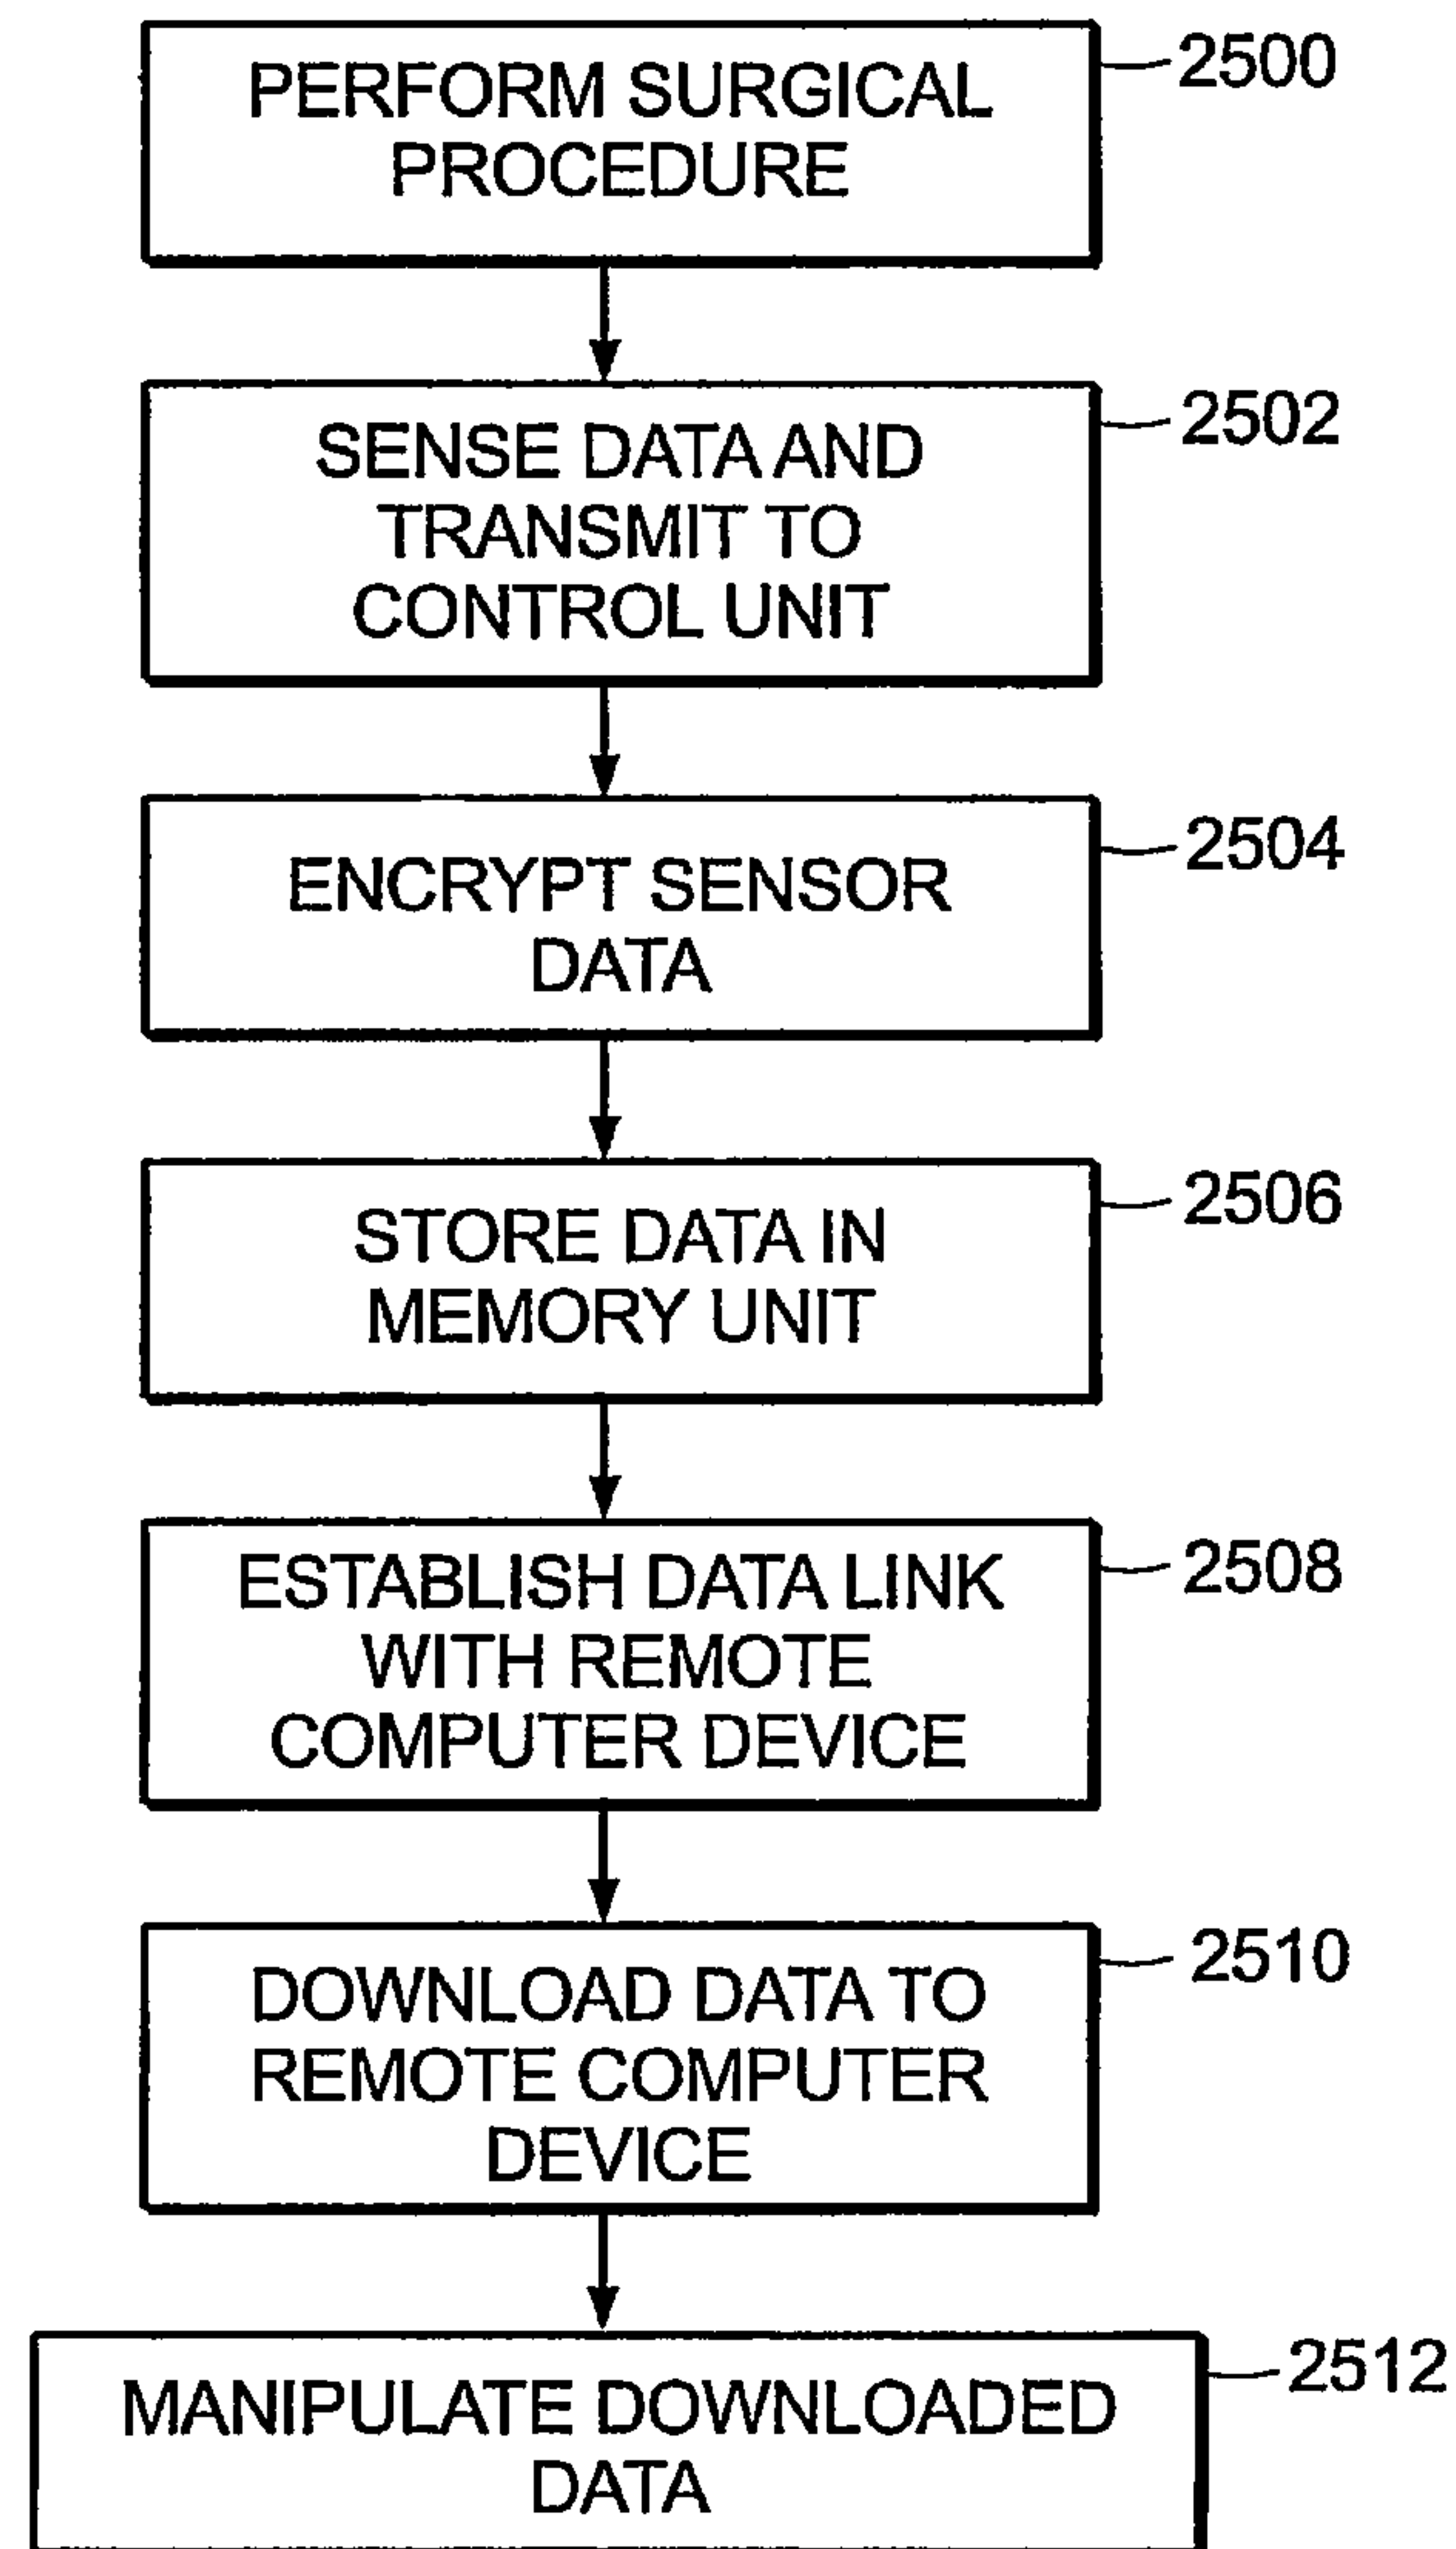 PERFORM SURGICAL
PROCEDURE
2500
SENSE DATA AND
TRANSMIT TO
CONTROL UNIT
2502
ENCRYPT SENSOR
DATA
2504
STORE DATA IN
MEMORY UNIT
2506
ESTABLISH DATA LINK
WITH REMOTE
COMPUTER DEVICE
2508
DOWNLOAD DATA TO
REMOTE COMPUTER
DEVICE
2510
MANIPULATE DOWNLOADED
DATA
2512